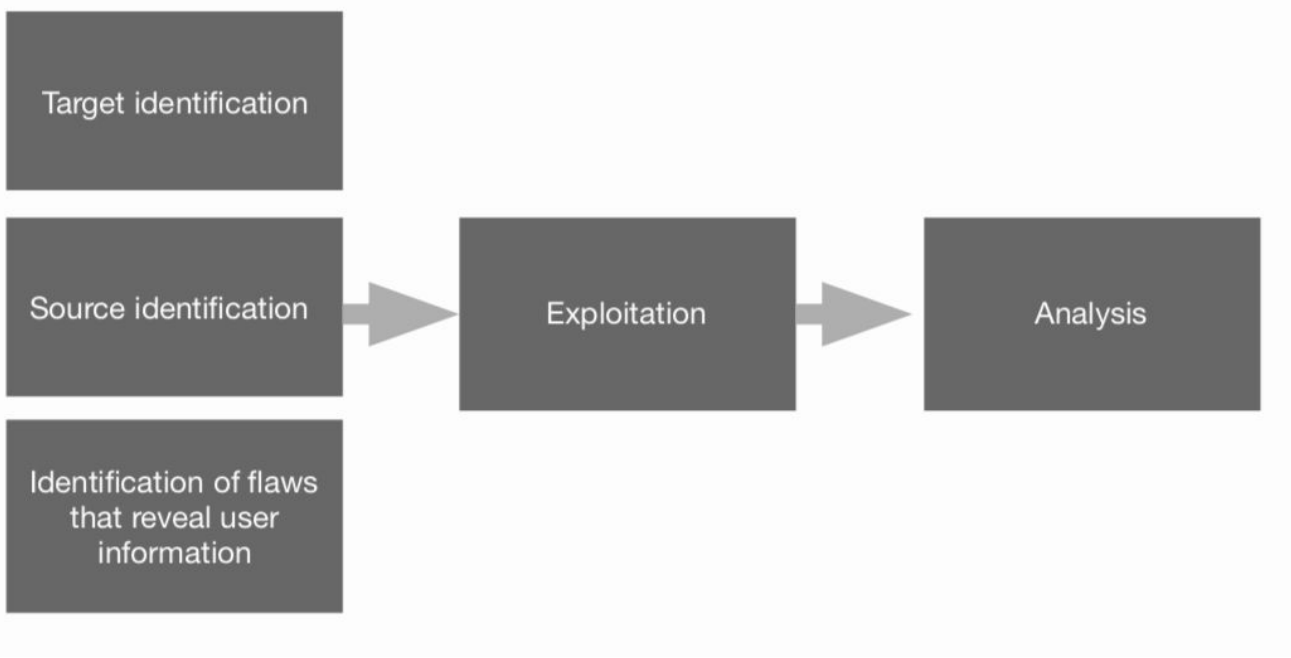 Target identification
Source identification
Identification of flaws
that reveal user
information
Exploitation
Analysis